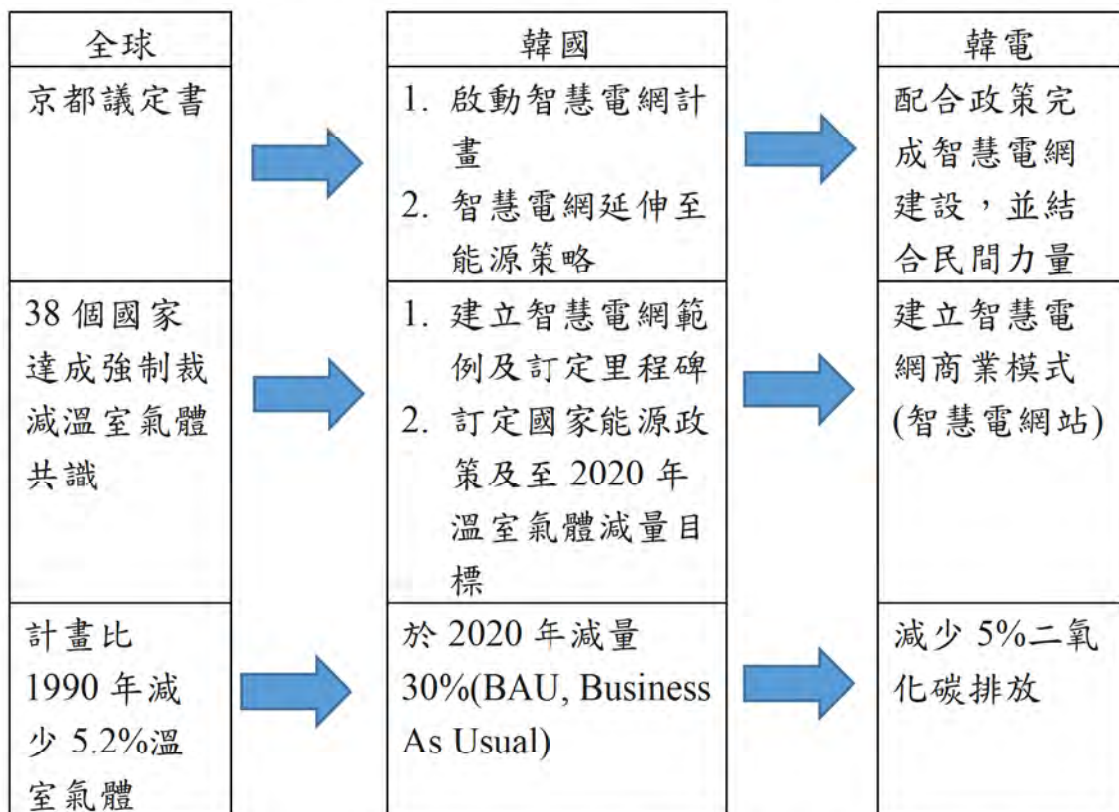 全球
京都議定書
38 個國家
達成強制裁
減溫室氣體
共識
計畫比
1990 年減
少 5.2%溫
室氣體
韓國
1. 啟動智慧電網計
畫
2. 智慧電網延伸至
能源策略
1. 建立智慧電網範
例及訂定里程碑
2. 訂定國家能源政
策及至 2020 年
溫室氣體減量目
標
於 2020 年減量
30%(BAU, Business
As Usual)
韓電
配合政策完
成智慧電網
建設，並結
合民間力量
建立智慧電
網商業模式
(智慧電網站)
減少 5%二氧
化碳排放